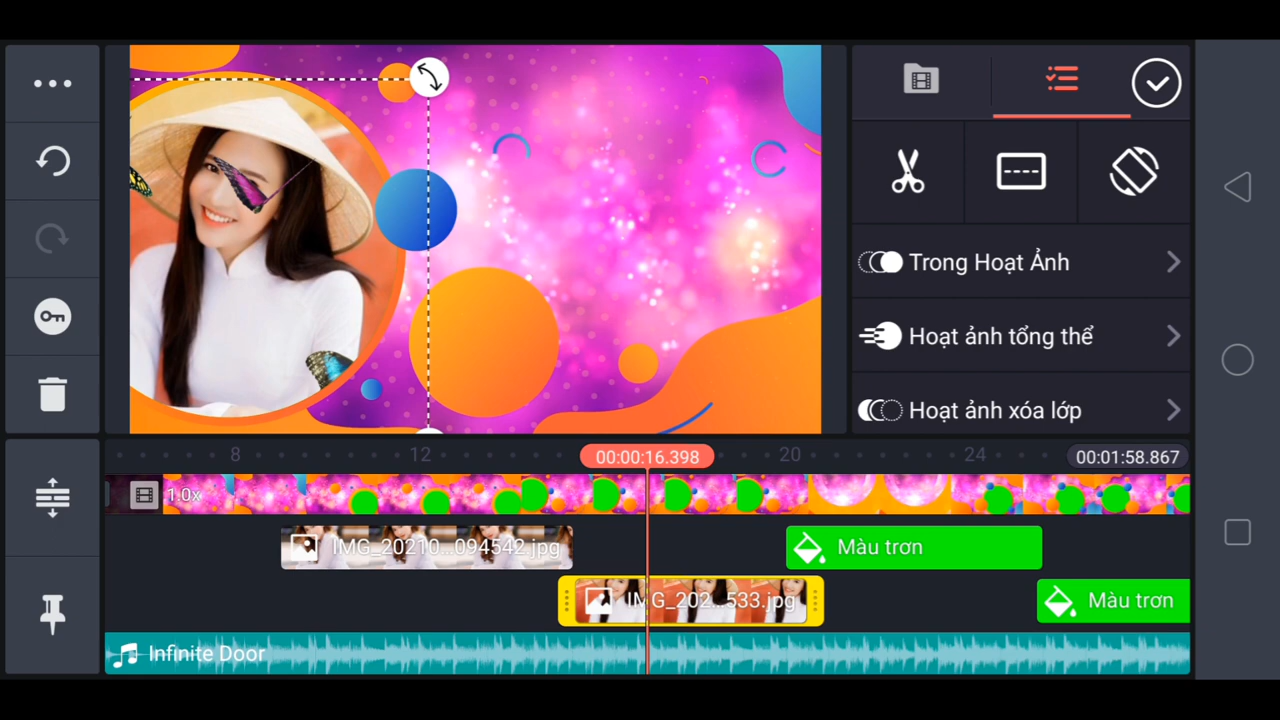 Trong Hoạt Ảnh
Hoạt ảnh tổng thể
Hoạt ảnh xóa lớp
8
12
00:00:16.398
20
24
00:01:58.867
1.0x
IMG_20210...094542.jpg
Màu trơn
IMG_202...533.jpg
Màu trơn
Infinite Door